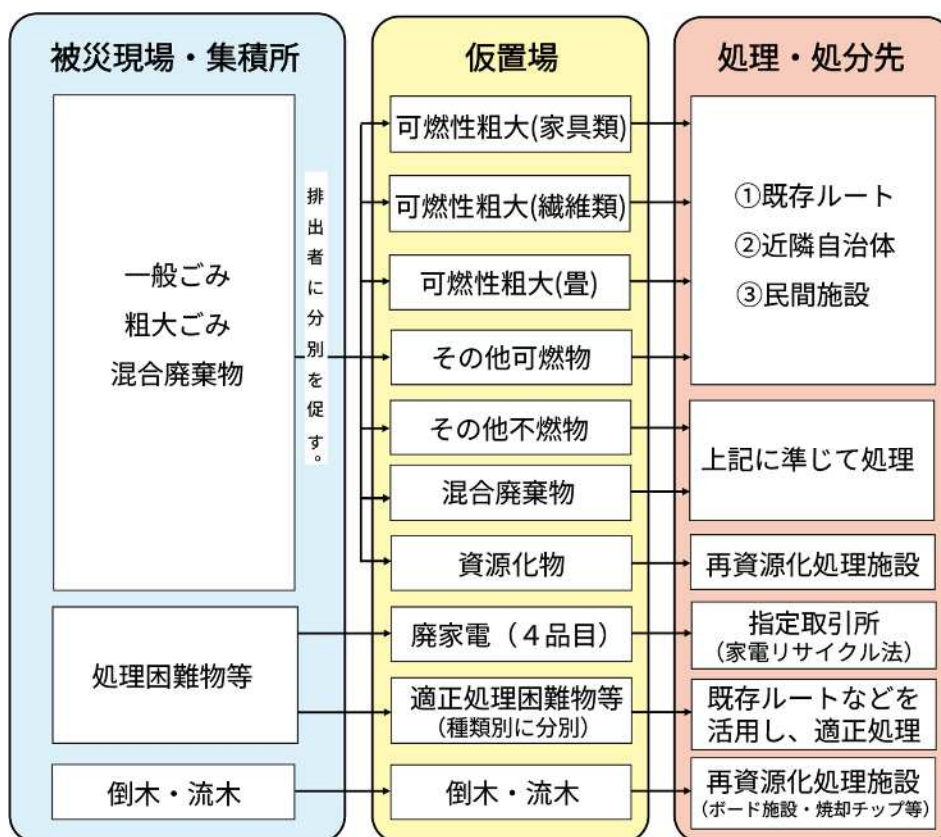 被災現場・集積所
一般ごみ
粗大ごみ
混合廃棄物
排出者に分別を促す。
処理困難物等
倒木・流木
仮置場
可燃性粗大(家具類)
可燃性粗大(繊維類)
可燃性粗大(畳)
その他可燃物
その他不燃物
混合廃棄物
資源化物
廃家電（４品目）
適正処理困難物等
（種類別に分別）
倒木・流木
処理・処分先
①既存ルート
②近隣自治体
③民間施設
上記に準じて処理
再資源化処理施設
指定取引所
（家電リサイクル法）
既存ルートなどを
活用し、適正処理
再資源化処理施設
（ボード施設・焼却チップ等）